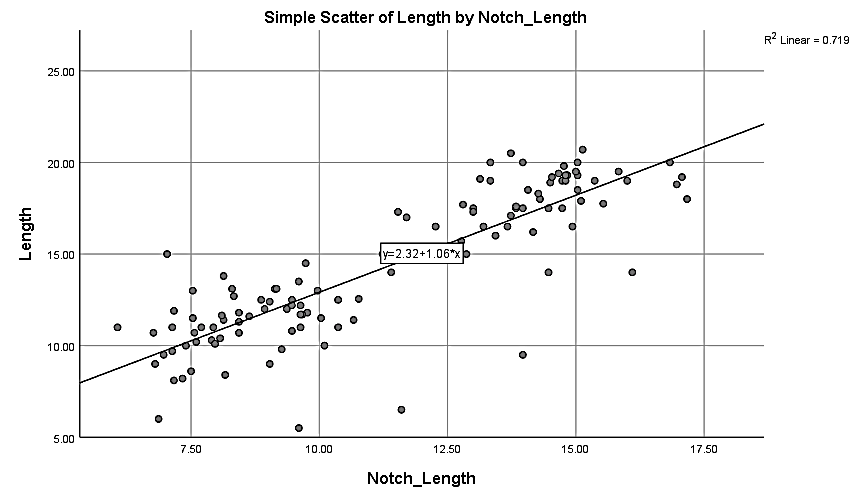 Simple Scatter of Length by Notch_Length
R2 Linear = 0.719
25.00
20.00
15.00
10.00
5.00
Length
y=2.32+1.06*x
7.50
10.00
12.50
15.00
17.50
Notch_Length